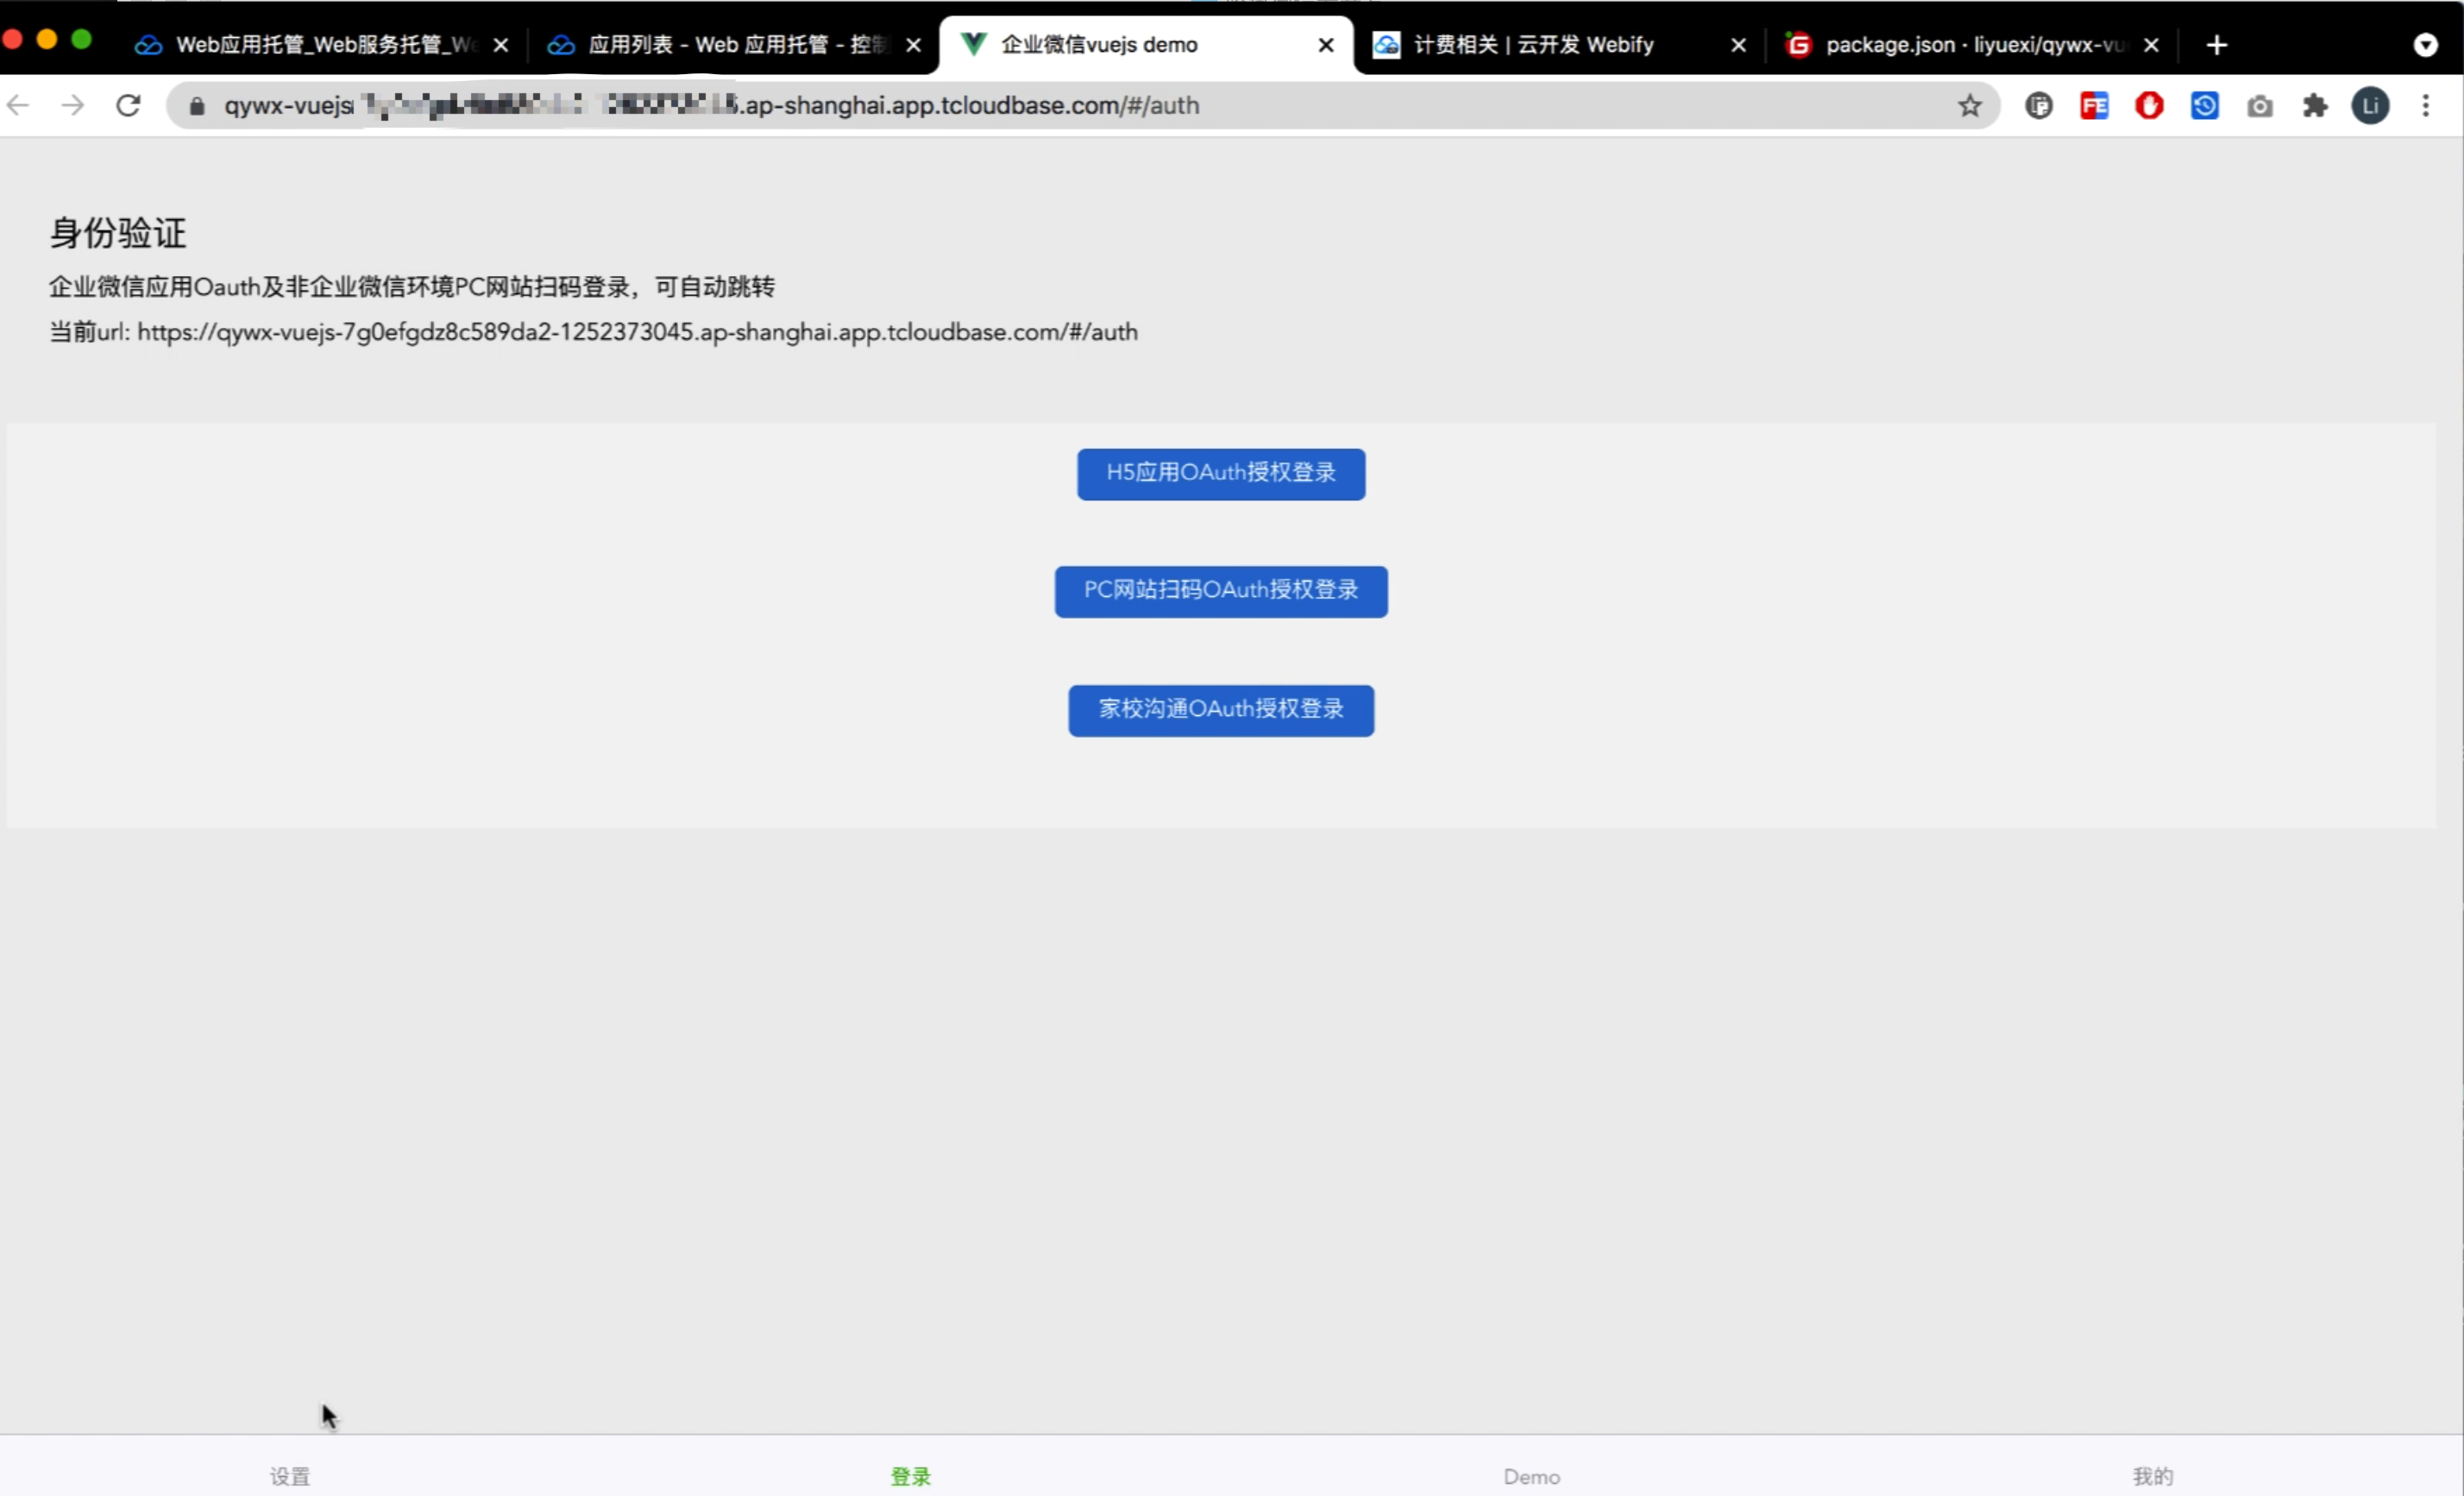 Web应用托管_Web服务托管_We
应用列表 - Web 应用托管 - 控制
企业微信vuejs demo
计费相关 | 云开发 Webify
package.json · liyuexi/qywx-vu
qywx-vuejs
.ap-shanghai.app.tcloudbase.com/#/auth
Li
身份验证
企业微信应用Oauth及非企业微信环境PC网站扫码登录，可自动跳转
当前url: https://qywx-vuejs-7g0efgdz8c589da2-1252373045.ap-shanghai.app.tcloudbase.com/#/auth
H5应用OAuth授权登录
PC网站扫码OAuth授权登录
家校沟通OAuth授权登录
设置
登录
Demo
我的